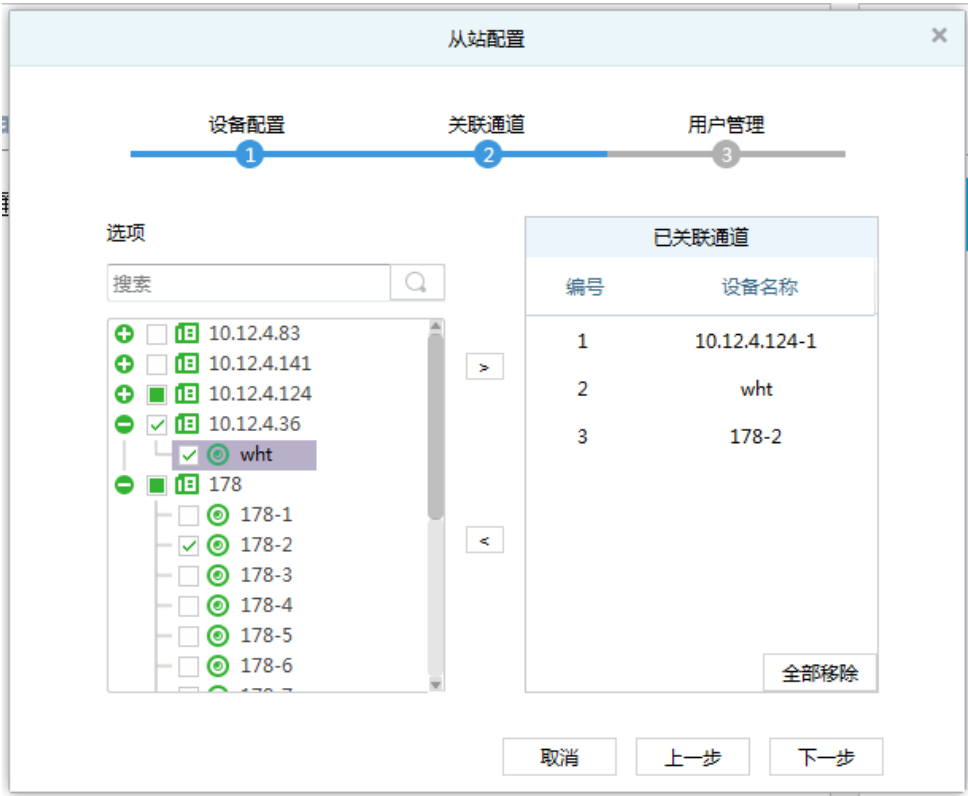 从站配置
设备配置
关联通道
用户管理
1
2
3
选项
搜索
10.12.4.83
10.12.4.141
10.12.4.124
10.12.4.36
wht
178
178-1
178-2
178-3
178-4
178-5
178-6
>
<
已关联通道
编号 设备名称
1 10.12.4.124-1
2 wht
3 178-2
全部移除
取消
上一步
下一步